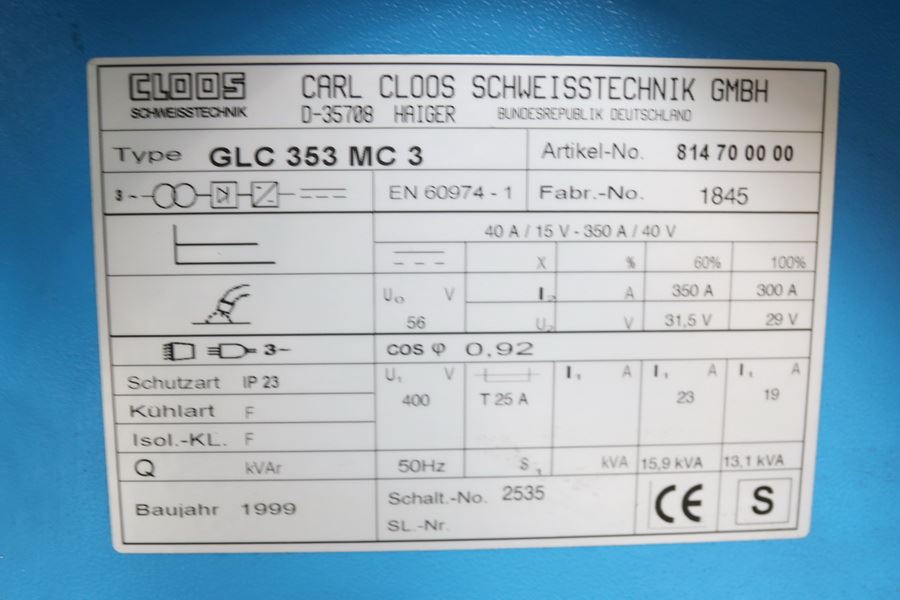 CLOOS CARL CLOOS SCHWEISSTECHNIK GMBH
SCHWEISSTECHNIK D-35708 HAIGER BUNDESREPUBLIK DEUTSCHLAND
Type GLC 353 MC 3 Artikel-No. 814 70 00 00
3~ EN 60974-1 Fabr.-No. 1845
40 A / 15 V - 350 A / 40 V
X % 60% 100%
U₀ V I₂ A 350 A 300 A
56 U₂ V 31,5 V 29 V
3~ cos φ 0,92
Schutzart IP 23 U₁ V I₁ A I₁ A I₁ A
400 T 25 A 23 19
Kühlart F
Isol.-KL. F
Q kVAr 50Hz S₁ kVA 15,9 kVA 13,1 kVA
Baujahr 1999 Schalt.-No. 2535 CE S
SL.-Nr.